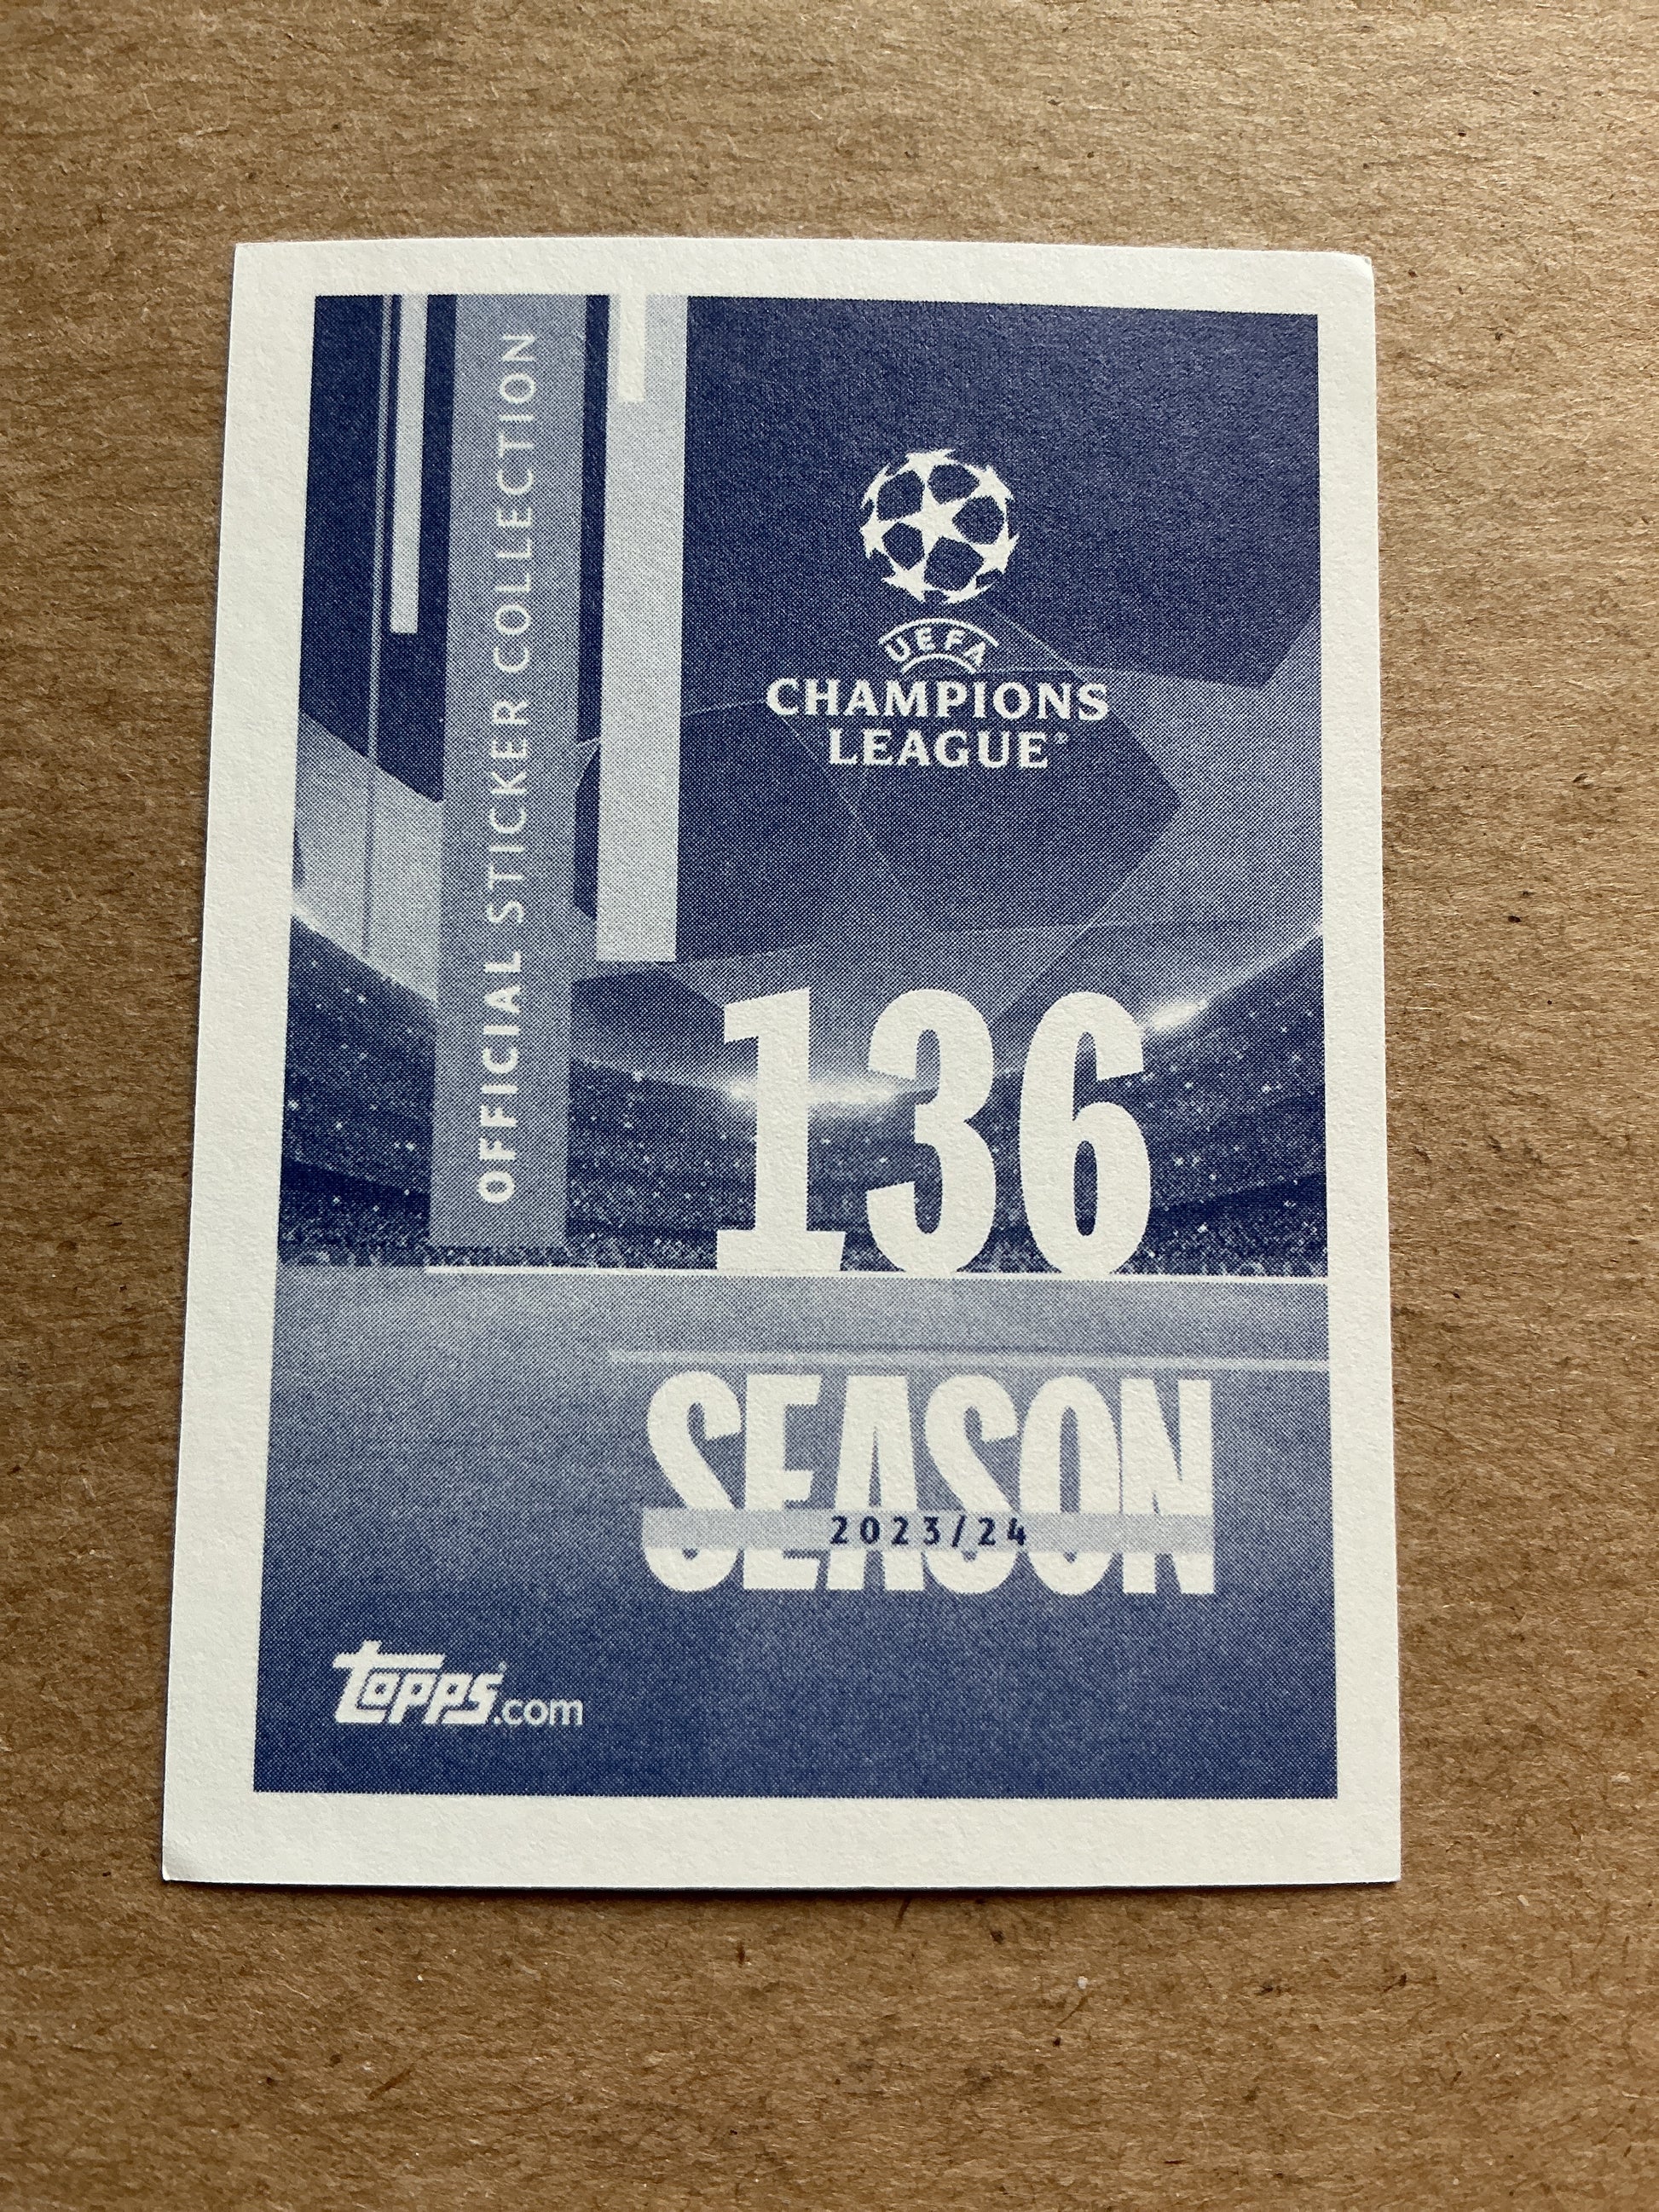 OFFICIAL STICKER COLLECTION
UEFA
CHAMPIONS
LEAGUE®
136
SEASON
2023/24
topps.com